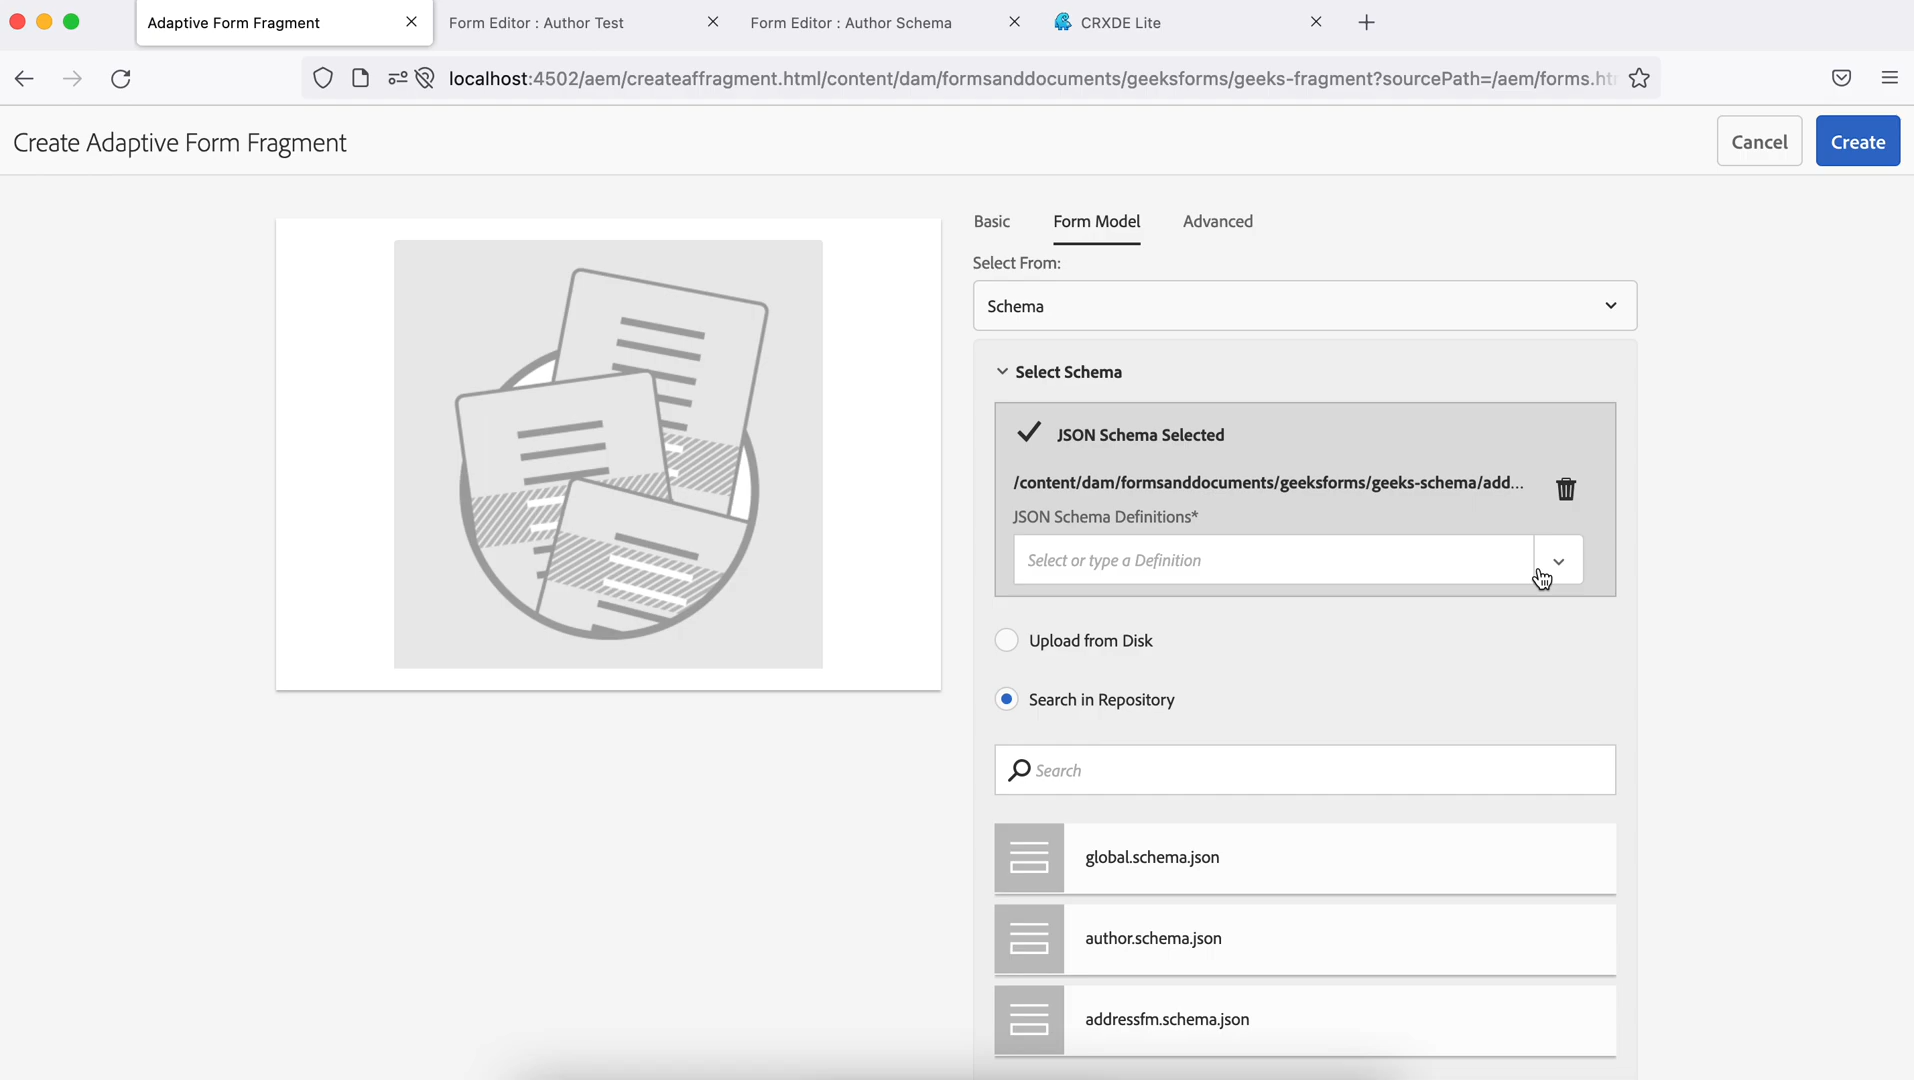 Adaptive Form Fragment
Form Editor : Author Test
Form Editor : Author Schema
CRXDE Lite
localhost:4502/aem/createaffragment.html/content/dam/formsanddocuments/geeksforms/geeks-fragment?sourcePath=/aem/forms.ht
Create Adaptive Form Fragment
Cancel
Create
Basic
Form Model
Advanced
Select From:
Schema
Select Schema
JSON Schema Selected
/content/dam/formsanddocuments/geeksforms/geeks-schema/add...
JSON Schema Definitions*
Select or type a Definition
Upload from Disk
Search in Repository
Search
global.schema.json
author.schema.json
addressfm.schema.json